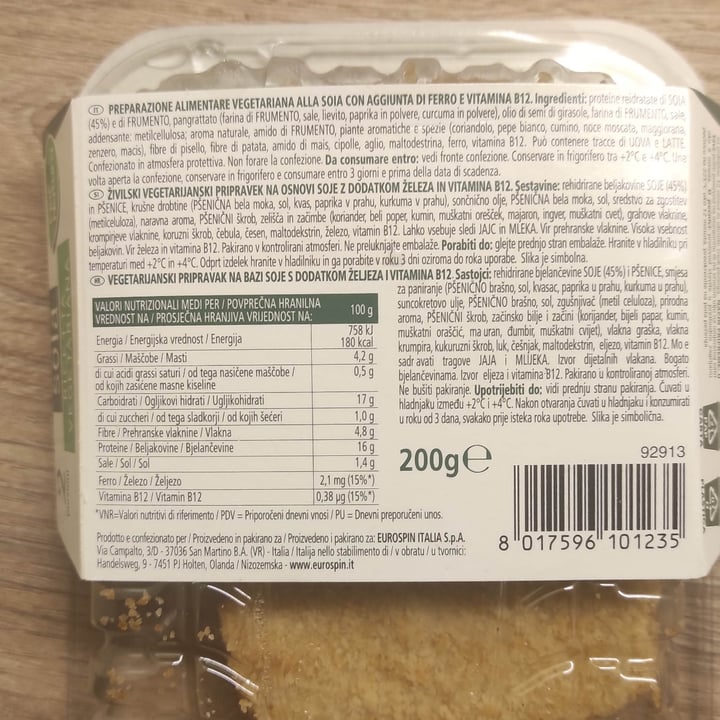 IT PREPARAZIONE ALIMENTARE VEGETARIANA ALLA SOIA CON AGGIUNTA DI FERRO E VITAMINA B12. Ingredienti: proteine reidratate di SOIA
(45%) e di FRUMENTO, pangrattato (farina di FRUMENTO, sale, lievito, paprika in polvere, curcuma in polvere), olio di semi di girasole, farina di FRUMENTO, sale,
addensante: metilcellulosa; aroma naturale, amido di FRUMENTO, piante aromatiche e spezie (coriandolo, pepe bianco, cumino, noce moscata, maggiorana,
zenzero, macis), fibre di pisello, fibre di patata, amido di mais, cipolle, aglio, maltodestrina, ferro, vitamina B12. Può contenere tracce di UOVA e LATTE.
Confezionato in atmosfera protettiva. Non forare la confezione. Da consumare entro: vedi fronte confezione. Conservare in frigorifero tra +2°C e +4°C. Una
volta aperta la confezione, conservare in frigorifero e consumare entro 3 giorni e prima della data di scadenza.
SI ŽIVILSKI VEGETARIJANSKI PRIPRAVEK NA OSNOVI SOJE Z DODATKOM ŽELEZA IN VITAMINA B12. Sestavine: rehidrirane beljakovine SOJE (45%)
in PŠENICE, krušne drobtine (PŠENIČNA bela moka, sol, kvas, paprika v prahu, kurkuma v prahu), sončnično olje, PŠENIČNA bela moka, sol, sredstvo za zgostitev
(metilceluloza), naravna aroma, PŠENIČNI škrob, zelišča in začimbe (koriander, beli poper, kumin, muškatni orešček, majaron, ingver, muškatni cvet), grahove vlaknine,
krompirjeve vlaknine, koruzni škrob, čebula, česen, maltodekstrin, železo, vitamin B12. Lahko vsebuje sledi JAJC in MLEKA. Vir prehranske vlaknine. Visoka vsebnost
beljakovin. Vir železa in vitamina B12. Pakirano v kontrolirani atmosferi. Ne preluknjajte embalaže. Porabiti do: glejte prednjo stran embalaže. Hranite v hladilniku pri
temperaturi med +2°C in +4°C. Odprt izdelek hranite v hladilniku in ga porabite v roku 3 dni oziroma do roka uporabe. Slika je simbolna.
HR VEGETARIJANSKI PRIPRAVAK NA BAZI SOJE S DODATKOM ŽELJEZA I VITAMINA B12. Sastojci: rehidrirane bjelančevine SOJE (45%) i PŠENICE, smjesa
za paniranje (PŠENIČNO brašno, sol, kvasac, paprika u prahu, kurkuma u prahu),
suncokretovo ulje, PŠENIČNO brašno, sol, zgušnjivač (metil celuloza), prirodna
aroma, PŠENIČNI škrob, začinsko bilje i začini (korijander, bijeli papar, kumin,
muškatni oraščić, ma uran, đumbir, muškatni cvijet), vlakna graška, vlakna
krumpira, kukuruzni škrob, luk, češnjak, maltodekstrin, eljezo, vitamin B12. Mo e
sadr avati tragove JAJA i MLIJEKA. Izvor dijetalnih vlakana. Bogato
bjelančevinama. Izvor eljeza i vitamina B12. Pakirano u kontroliranoj atmosferi.
Ne bušiti pakiranje. Upotrijebiti do: vidi prednju stranu pakiranja. Čuvati u
hladnjaku između +2°C i +4°C. Nakon otvaranja čuvati u hladnjaku i konzumirati
u roku od 3 dana, svakako prije isteka roka upotrebe. Slika je simbolična.
VALORI NUTRIZIONALI MEDI PER / POVPREČNA HRANILNA
VREDNOST NA / PROSJEČNA HRANJIVA VRIJEDNOST NA: 100 g
Energia / Energijska vrednost / Energija 758 kJ
180 kcal
Grassi / Maščobe / Masti 4,2 g
di cui acidi grassi saturi / od tega nasičene maščobe /
od kojih zasićene masne kiseline 0,5 g
Carboidrati / Ogljikovi hidrati / Ugljikohidrati 17 g
di cui zuccheri / od tega sladkorji / od kojih šećeri 1,0 g
Fibre / Prehranske vlaknine / Vlakna 4,8 g
Proteine / Beljakovine / Bjelančevine 16 g
Sale / Sol / Sol 1,4 g
Ferro / Železo / Željezo 2,1 mg (15%*)
Vitamina B12 / Vitamin B12 0,38 µg (15%*)
*VNR=Valori nutritivi di riferimento / PDV = Priporočeni dnevni vnosi / PU = Dnevni preporučeni unos.
Prodotto e confezionato per / Proizvedeno in pakirano za / Proizvedeno i pakirano za: EUROSPIN ITALIA S.p.A.
Via Campalto, 3/D - 37036 San Martino B.A. (VR) - Italia / Italija nello stabilimento di / v obratu / u tvornici:
Handelsweg, 9 - 7451 PJ Holten, Olanda / Nizozemska - www.eurospin.it
200g e
92913
8 017596 101235